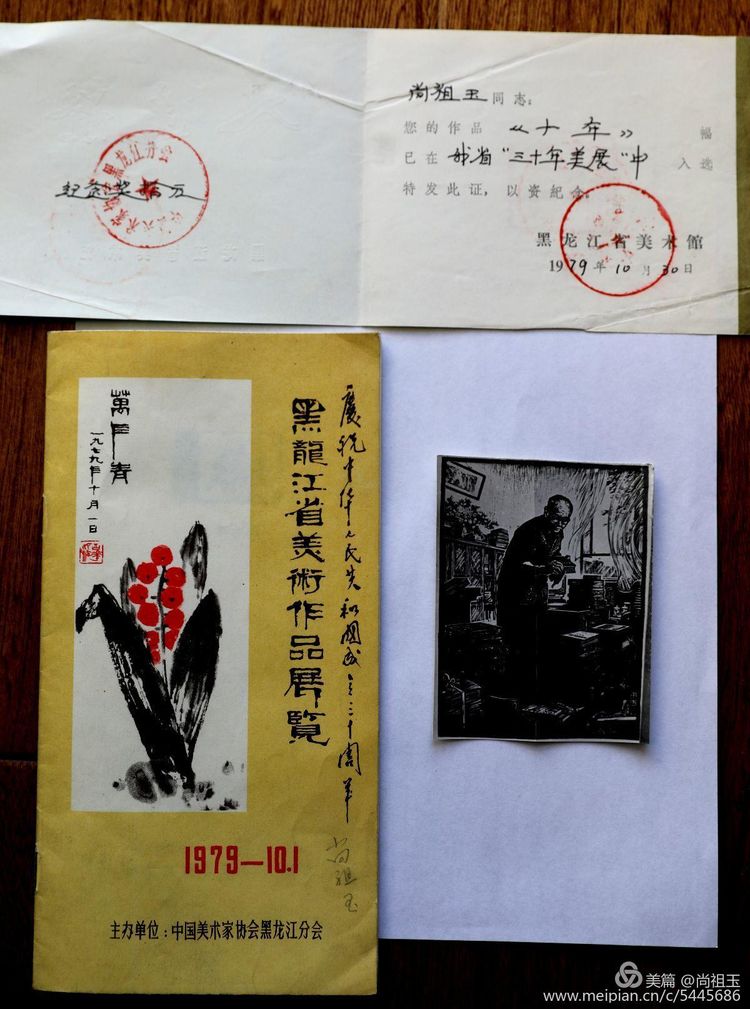 尚祖玉同志：
您的作品《十年》幅
已在我省"三十年美展"中入选
特发此证，以资纪念。
黑龙江省美术馆
1979年10月30日
纪念奖拾万
萬年青
一九七九年十月一日
慶祝中华人民共和國成立三十周年
黑龍江省美術作品展覽
1979—10.1
尚祖玉
主办单位：中国美术家协会黑龙江分会
美篇 @尚祖玉
www.meipian.cn/c/5445686